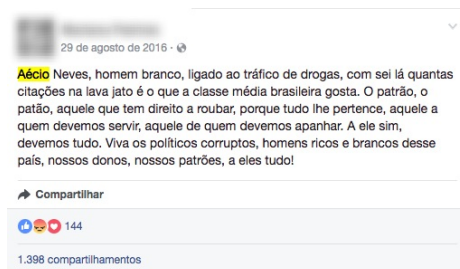 29 de agosto de 2016 ·
Aécio Neves, homem branco, ligado ao tráfico de drogas, com sei lá quantas
citações na lava jato é o que a classe média brasileira gosta. O patrão, o
patão, aquele que tem direito a roubar, porque tudo lhe pertence, aquele a
quem devemos servir, aquele de quem devemos apanhar. A ele sim,
devemos tudo. Viva os políticos corruptos, homens ricos e brancos desse
país, nossos donos, nossos patrões, a eles tudo!
Compartilhar
144
1.398 compartilhamentos